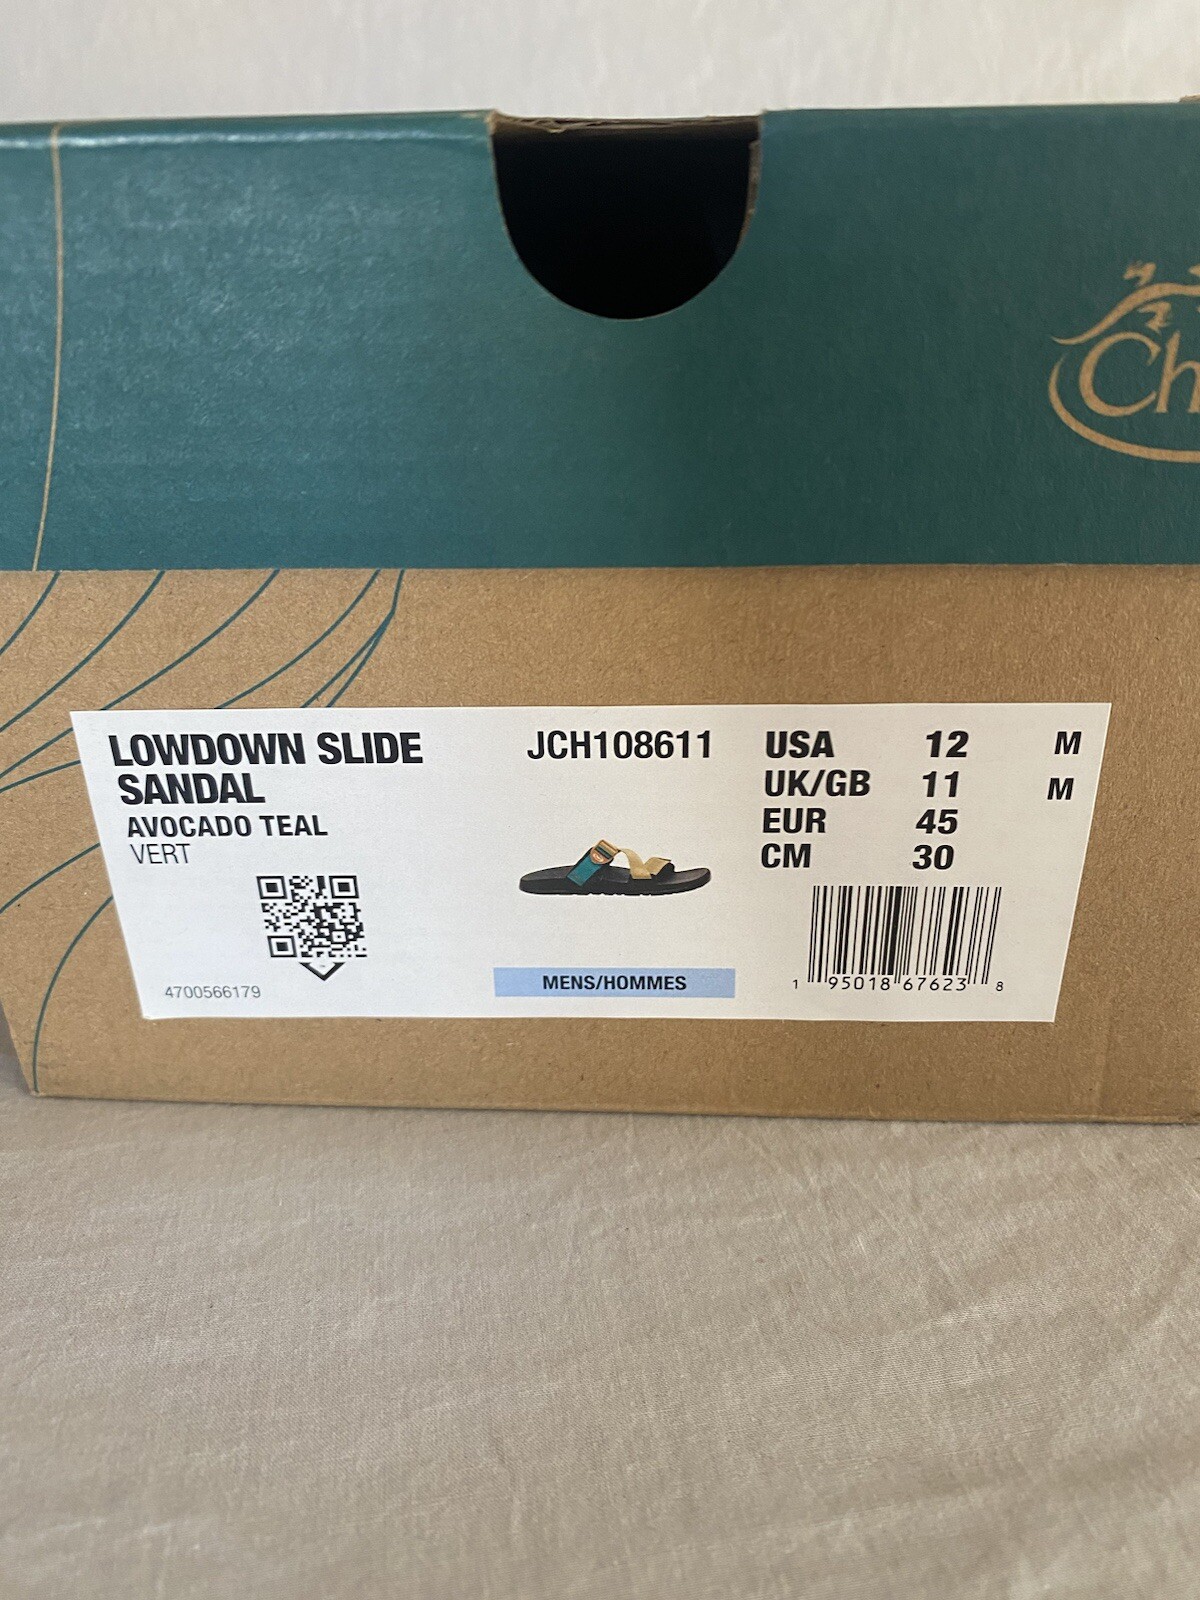 Ch
LOWDOWN SLIDE
SANDAL
AVOCADO TEAL
VERT
4700566179
JCH108611
MENS/HOMMES
USA 12 M
UK/GB 11 M
EUR 45
CM 30
1 95018 67623 8